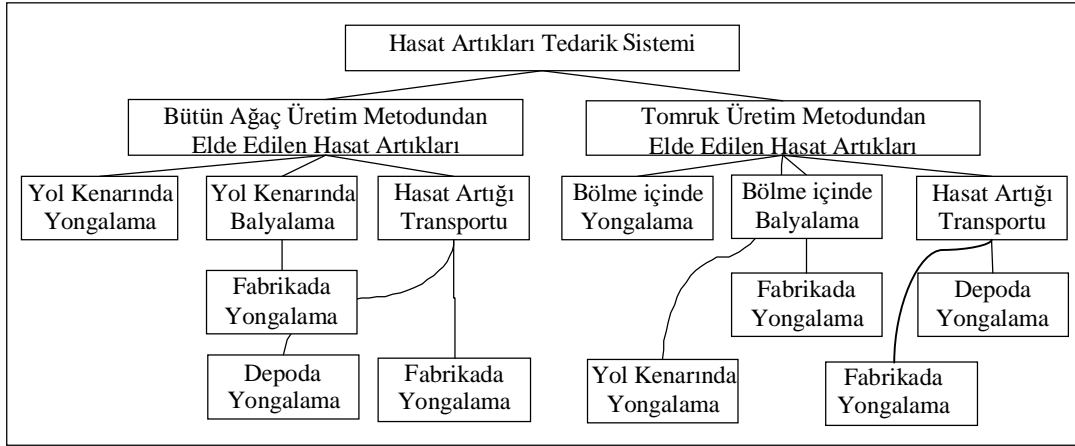 Hasat Artıkları Tedarik Sistemi
Bütün Ağaç Üretim Metodundan
Elde Edilen Hasat Artıkları
Tomruk Üretim Metodundan
Elde Edilen Hasat Artıkları
Yol Kenarında
Yongalama
Yol Kenarında
Balyalama
Hasat Artığı
Transportu
Bölme içinde
Yongalama
Bölme içinde
Balyalama
Hasat Artığı
Transportu
Fabrikada
Yongalama
Fabrikada
Yongalama
Depoda
Yongalama
Depoda
Yongalama
Fabrikada
Yongalama
Yol Kenarında
Yongalama
Fabrikada
Yongalama